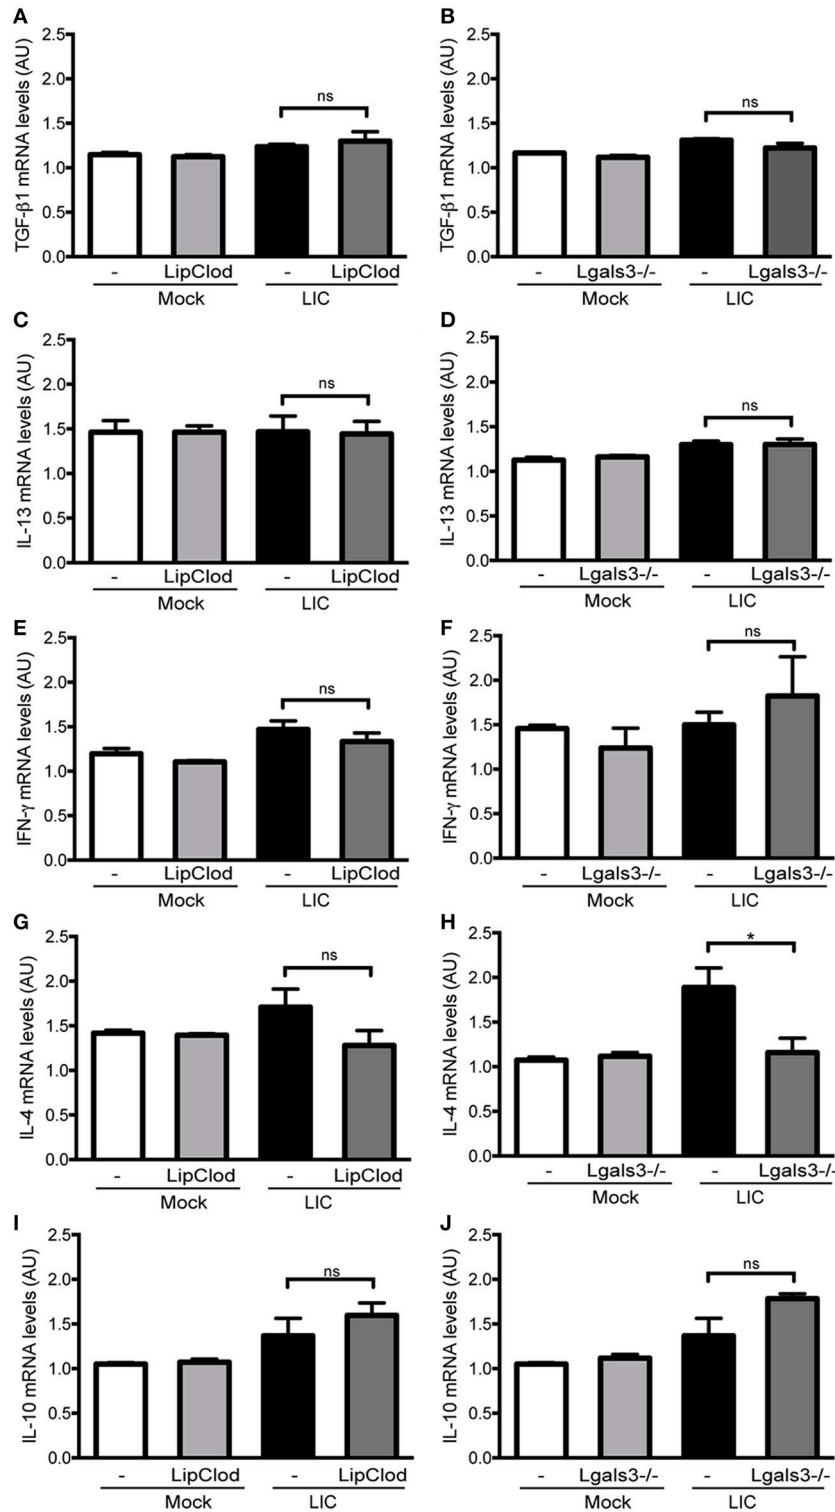 A
TGF-β1 mRNA levels (AU)
2.5
2.0
1.5
1.0
0.5
0.0
ns
- LipClod - LipClod
Mock LIC
B
TGF-β1 mRNA levels (AU)
2.5
2.0
1.5
1.0
0.5
0.0
ns
- Lgals3-/- - Lgals3-/-
Mock LIC
C
IL-13 mRNA levels (AU)
2.5
2.0
1.5
1.0
0.5
0.0
ns
- LipClod - LipClod
Mock LIC
D
IL-13 mRNA levels (AU)
2.5
2.0
1.5
1.0
0.5
0.0
ns
- Lgals3-/- - Lgals3-/-
Mock LIC
E
IFN-γ mRNA levels (AU)
2.5
2.0
1.5
1.0
0.5
0.0
ns
- LipClod - LipClod
Mock LIC
F
IFN-γ mRNA levels (AU)
2.5
2.0
1.5
1.0
0.5
0.0
ns
- Lgals3-/- - Lgals3-/-
Mock LIC
G
IL-4 mRNA levels (AU)
2.5
2.0
1.5
1.0
0.5
0.0
ns
- LipClod - LipClod
Mock LIC
H
IL-4 mRNA levels (AU)
2.5
2.0
1.5
1.0
0.5
0.0
*
- Lgals3-/- - Lgals3-/-
Mock LIC
I
IL-10 mRNA levels (AU)
2.5
2.0
1.5
1.0
0.5
0.0
ns
- LipClod - LipClod
Mock LIC
J
IL-10 mRNA levels (AU)
2.5
2.0
1.5
1.0
0.5
0.0
ns
- Lgals3-/- - Lgals3-/-
Mock LIC